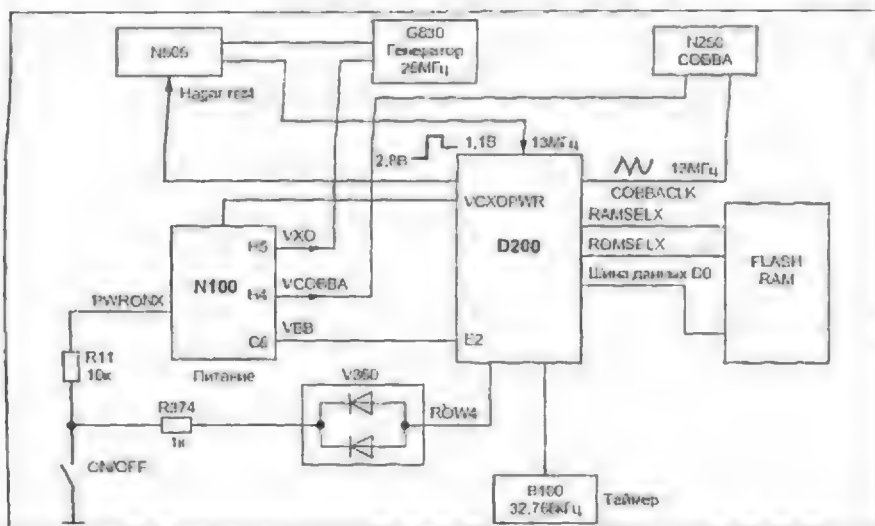 N505
G830
Генератор
26МГц
N250
COBBA
Hagar rez4
2,8В
1,1В
13МГц
13МГц
COBBACLK
VCXOPWR
D200
RAMSELX
ROMSELX
Шина данных D0
FLASH
RAM
N100
H5
VXO
H4
VCOBBA
C6
VBB
E2
PWRONX
Питание
R11
10к
R374
1к
V360
ROW4
ON/OFF
B100
32,768кГц
Таймер